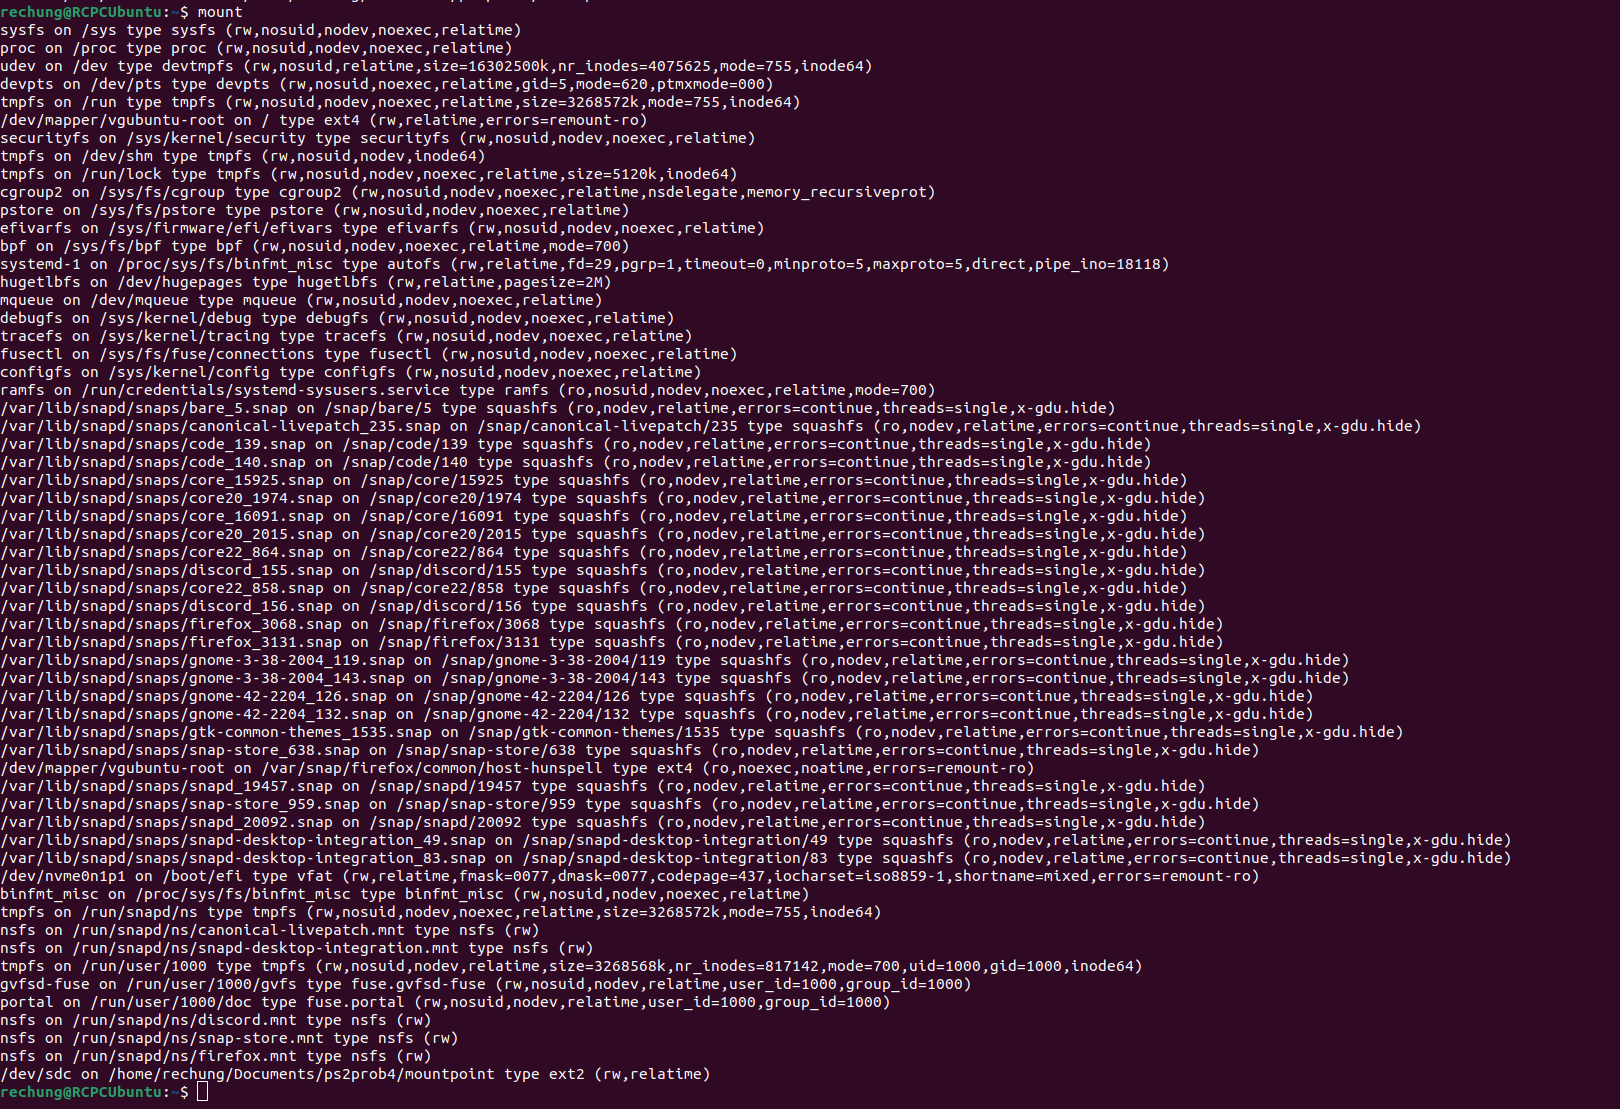 rechung@RCPCUbuntu:~$ mount
sysfs on /sys type sysfs (rw,nosuid,nodev,noexec,relatime)
proc on /proc type proc (rw,nosuid,nodev,noexec,relatime)
udev on /dev type devtmpfs (rw,nosuid,relatime,size=16302500k,nr_inodes=4075625,mode=755,inode64)
devpts on /dev/pts type devpts (rw,nosuid,noexec,relatime,gid=5,mode=620,ptmxmode=000)
tmpfs on /run type tmpfs (rw,nosuid,nodev,noexec,relatime,size=3268572k,mode=755,inode64)
/dev/mapper/vgubuntu-root on / type ext4 (rw,relatime,errors=remount-ro)
securityfs on /sys/kernel/security type securityfs (rw,nosuid,nodev,noexec,relatime)
tmpfs on /dev/shm type tmpfs (rw,nosuid,nodev,inode64)
tmpfs on /run/lock type tmpfs (rw,nosuid,nodev,noexec,relatime,size=5120k,inode64)
cgroup2 on /sys/fs/cgroup type cgroup2 (rw,nosuid,nodev,noexec,relatime,nsdelegate,memory_recursiveprot)
pstore on /sys/fs/pstore type pstore (rw,nosuid,nodev,noexec,relatime)
efivarfs on /sys/firmware/efi/efivars type efivarfs (rw,nosuid,nodev,noexec,relatime)
bpf on /sys/fs/bpf type bpf (rw,nosuid,nodev,noexec,relatime,mode=700)
systemd-1 on /proc/sys/fs/binfmt_misc type autofs (rw,relatime,fd=29,pgrp=1,timeout=0,minproto=5,maxproto=5,direct,pipe_ino=18118)
hugetlbfs on /dev/hugepages type hugetlbfs (rw,relatime,pagesize=2M)
mqueue on /dev/mqueue type mqueue (rw,nosuid,nodev,noexec,relatime)
debugfs on /sys/kernel/debug type debugfs (rw,nosuid,nodev,noexec,relatime)
tracefs on /sys/kernel/tracing type tracefs (rw,nosuid,nodev,noexec,relatime)
fusectl on /sys/fs/fuse/connections type fusectl (rw,nosuid,nodev,noexec,relatime)
configfs on /sys/kernel/config type configfs (rw,nosuid,nodev,noexec,relatime)
ramfs on /run/credentials/systemd-sysusers.service type ramfs (ro,nosuid,nodev,noexec,relatime,mode=700)
/var/lib/snapd/snaps/bare_5.snap on /snap/bare/5 type squashfs (ro,nodev,relatime,errors=continue,threads=single,x-gdu.hide)
/var/lib/snapd/snaps/canonical-livepatch_235.snap on /snap/canonical-livepatch/235 type squashfs (ro,nodev,relatime,errors=continue,threads=single,x-gdu.hide)
/var/lib/snapd/snaps/code_139.snap on /snap/code/139 type squashfs (ro,nodev,relatime,errors=continue,threads=single,x-gdu.hide)
/var/lib/snapd/snaps/code_140.snap on /snap/code/140 type squashfs (ro,nodev,relatime,errors=continue,threads=single,x-gdu.hide)
/var/lib/snapd/snaps/core_15925.snap on /snap/core/15925 type squashfs (ro,nodev,relatime,errors=continue,threads=single,x-gdu.hide)
/var/lib/snapd/snaps/core20_1974.snap on /snap/core20/1974 type squashfs (ro,nodev,relatime,errors=continue,threads=single,x-gdu.hide)
/var/lib/snapd/snaps/core_16091.snap on /snap/core/16091 type squashfs (ro,nodev,relatime,errors=continue,threads=single,x-gdu.hide)
/var/lib/snapd/snaps/core20_2015.snap on /snap/core20/2015 type squashfs (ro,nodev,relatime,errors=continue,threads=single,x-gdu.hide)
/var/lib/snapd/snaps/core22_864.snap on /snap/core22/864 type squashfs (ro,nodev,relatime,errors=continue,threads=single,x-gdu.hide)
/var/lib/snapd/snaps/discord_155.snap on /snap/discord/155 type squashfs (ro,nodev,relatime,errors=continue,threads=single,x-gdu.hide)
/var/lib/snapd/snaps/core22_858.snap on /snap/core22/858 type squashfs (ro,nodev,relatime,errors=continue,threads=single,x-gdu.hide)
/var/lib/snapd/snaps/discord_156.snap on /snap/discord/156 type squashfs (ro,nodev,relatime,errors=continue,threads=single,x-gdu.hide)
/var/lib/snapd/snaps/firefox_3068.snap on /snap/firefox/3068 type squashfs (ro,nodev,relatime,errors=continue,threads=single,x-gdu.hide)
/var/lib/snapd/snaps/firefox_3131.snap on /snap/firefox/3131 type squashfs (ro,nodev,relatime,errors=continue,threads=single,x-gdu.hide)
/var/lib/snapd/snaps/gnome-3-38-2004_119.snap on /snap/gnome-3-38-2004/119 type squashfs (ro,nodev,relatime,errors=continue,threads=single,x-gdu.hide)
/var/lib/snapd/snaps/gnome-3-38-2004_143.snap on /snap/gnome-3-38-2004/143 type squashfs (ro,nodev,relatime,errors=continue,threads=single,x-gdu.hide)
/var/lib/snapd/snaps/gnome-42-2204_126.snap on /snap/gnome-42-2204/126 type squashfs (ro,nodev,relatime,errors=continue,threads=single,x-gdu.hide)
/var/lib/snapd/snaps/gnome-42-2204_132.snap on /snap/gnome-42-2204/132 type squashfs (ro,nodev,relatime,errors=continue,threads=single,x-gdu.hide)
/var/lib/snapd/snaps/gtk-common-themes_1535.snap on /snap/gtk-common-themes/1535 type squashfs (ro,nodev,relatime,errors=continue,threads=single,x-gdu.hide)
/var/lib/snapd/snaps/snap-store_638.snap on /snap/snap-store/638 type squashfs (ro,nodev,relatime,errors=continue,threads=single,x-gdu.hide)
/dev/mapper/vgubuntu-root on /var/snap/firefox/common/host-hunspell type ext4 (ro,noexec,noatime,errors=remount-ro)
/var/lib/snapd/snaps/snapd_19457.snap on /snap/snapd/19457 type squashfs (ro,nodev,relatime,errors=continue,threads=single,x-gdu.hide)
/var/lib/snapd/snaps/snap-store_959.snap on /snap/snap-store/959 type squashfs (ro,nodev,relatime,errors=continue,threads=single,x-gdu.hide)
/var/lib/snapd/snaps/snapd_20092.snap on /snap/snapd/20092 type squashfs (ro,nodev,relatime,errors=continue,threads=single,x-gdu.hide)
/var/lib/snapd/snaps/snapd-desktop-integration_49.snap on /snap/snapd-desktop-integration/49 type squashfs (ro,nodev,relatime,errors=continue,threads=single,x-gdu.hide)
/var/lib/snapd/snaps/snapd-desktop-integration_83.snap on /snap/snapd-desktop-integration/83 type squashfs (ro,nodev,relatime,errors=continue,threads=single,x-gdu.hide)
/dev/nvme0n1p1 on /boot/efi type vfat (rw,relatime,fmask=0077,dmask=0077,codepage=437,iocharset=iso8859-1,shortname=mixed,errors=remount-ro)
binfmt_misc on /proc/sys/fs/binfmt_misc type binfmt_misc (rw,nosuid,nodev,noexec,relatime)
tmpfs on /run/snapd/ns type tmpfs (rw,nosuid,nodev,noexec,relatime,size=3268572k,mode=755,inode64)
nsfs on /run/snapd/ns/canonical-livepatch.mnt type nsfs (rw)
nsfs on /run/snapd/ns/snapd-desktop-integration.mnt type nsfs (rw)
tmpfs on /run/user/1000 type tmpfs (rw,nosuid,nodev,relatime,size=3268568k,nr_inodes=817142,mode=700,uid=1000,gid=1000,inode64)
gvfsd-fuse on /run/user/1000/gvfs type fuse.gvfsd-fuse (rw,nosuid,nodev,relatime,user_id=1000,group_id=1000)
portal on /run/user/1000/doc type fuse.portal (rw,nosuid,nodev,relatime,user_id=1000,group_id=1000)
nsfs on /run/snapd/ns/discord.mnt type nsfs (rw)
nsfs on /run/snapd/ns/snap-store.mnt type nsfs (rw)
nsfs on /run/snapd/ns/firefox.mnt type nsfs (rw)
/dev/sdc on /home/rechung/Documents/ps2prob4/mountpoint type ext2 (rw,relatime)
rechung@RCPCUbuntu:~$